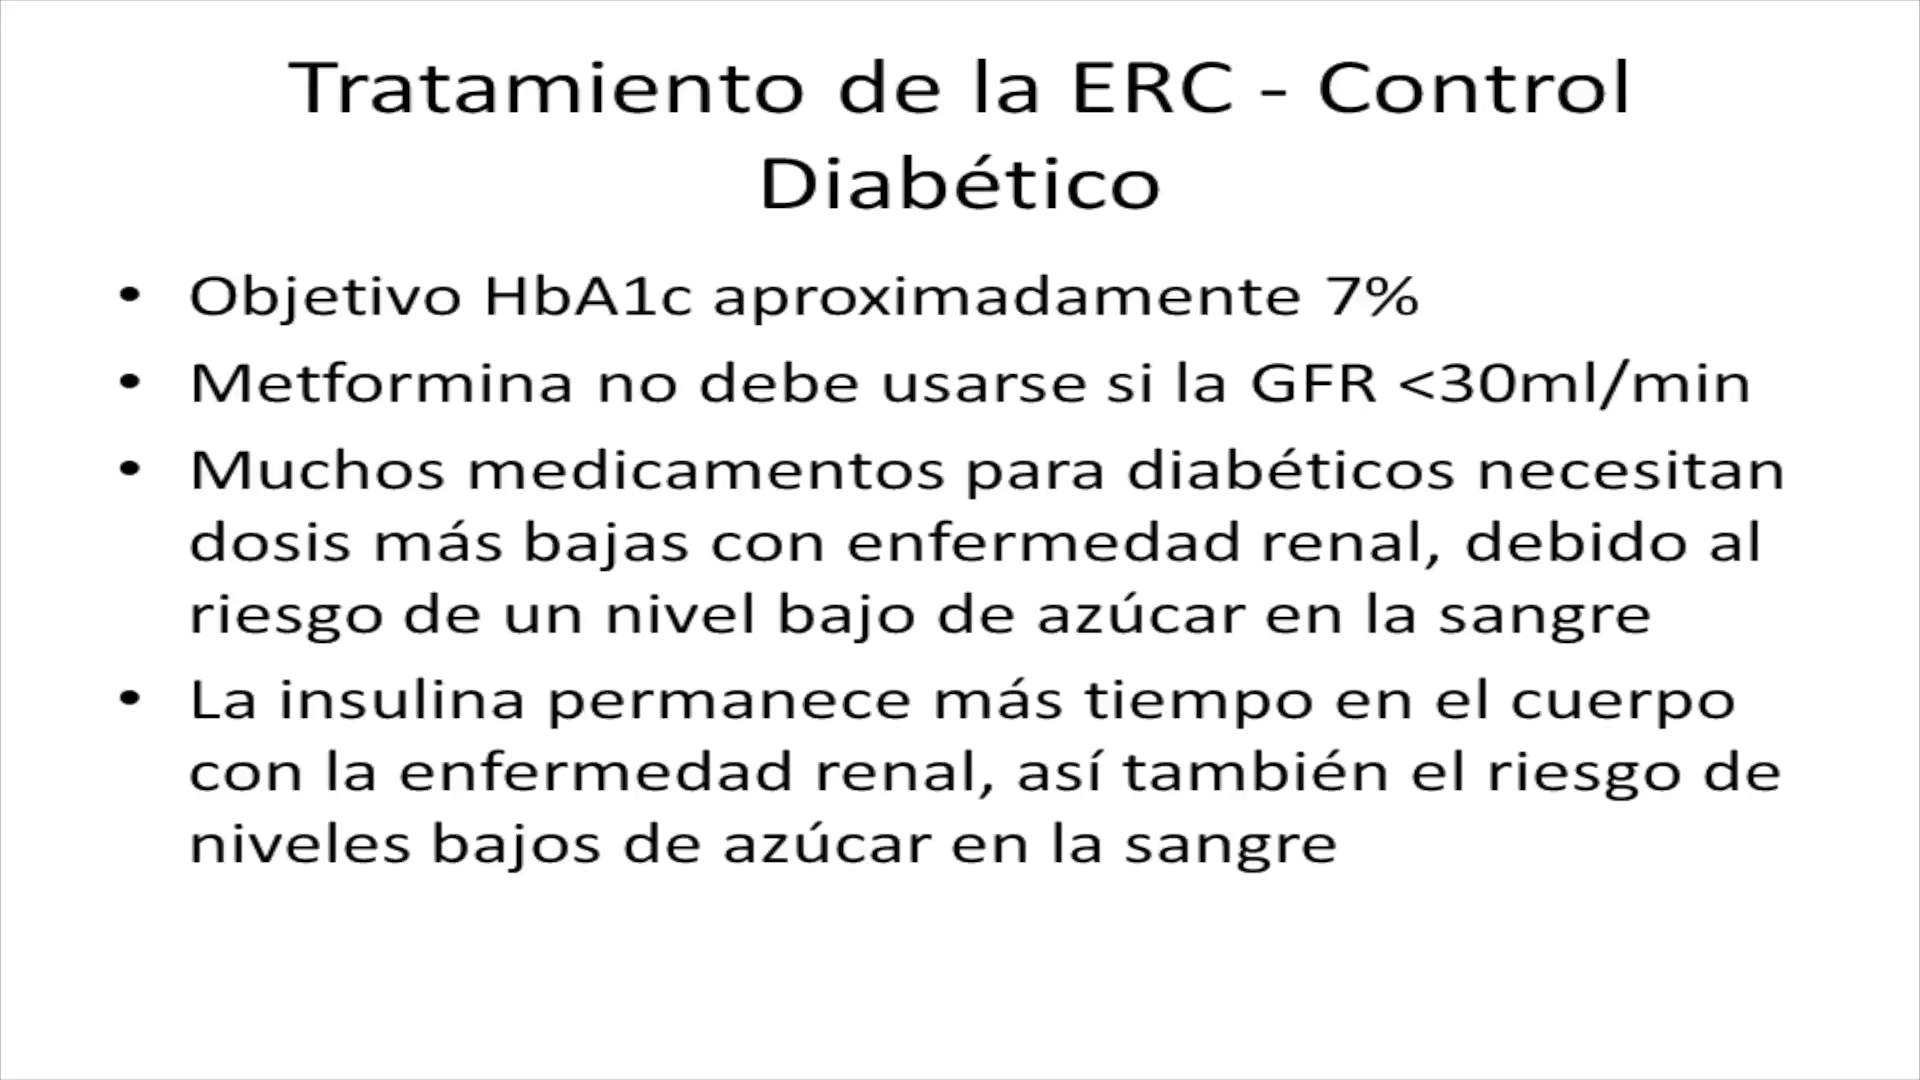 Tratamiento de la ERC - Control
Diabético
• Objetivo HbA1c aproximadamente 7%
• Metformina no debe usarse si la GFR <30ml/min
• Muchos medicamentos para diabéticos necesitan
dosis más bajas con enfermedad renal, debido al
riesgo de un nivel bajo de azúcar en la sangre
• La insulina permanece más tiempo en el cuerpo
con la enfermedad renal, así también el riesgo de
niveles bajos de azúcar en la sangre